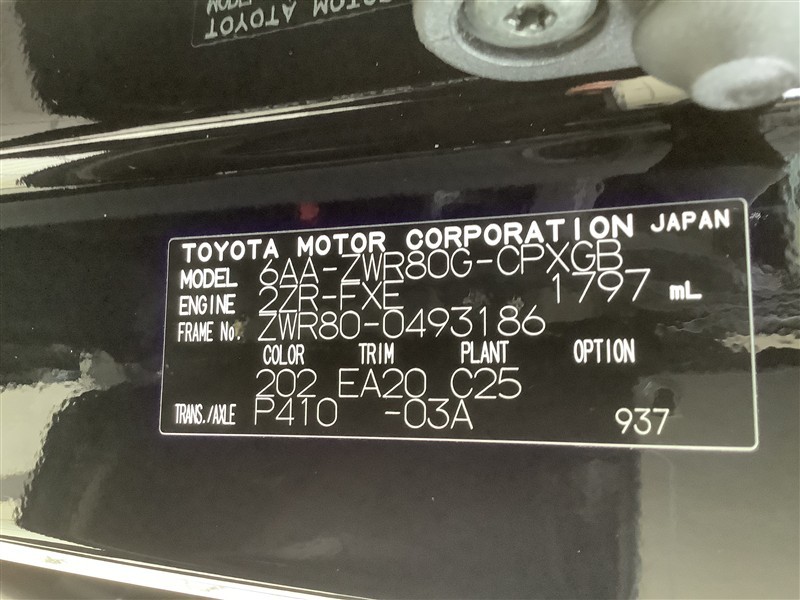 TOYOTA MOTOR CORPORATION JAPAN
MODEL 6AA-ZWR80G-CPXGB
ENGINE 2ZR-FXE 1797 mL
FRAME No. ZWR80-0493186
COLOR TRIM PLANT OPTION
202 EA20 C25
TRANS./AXLE P410 -03A 937